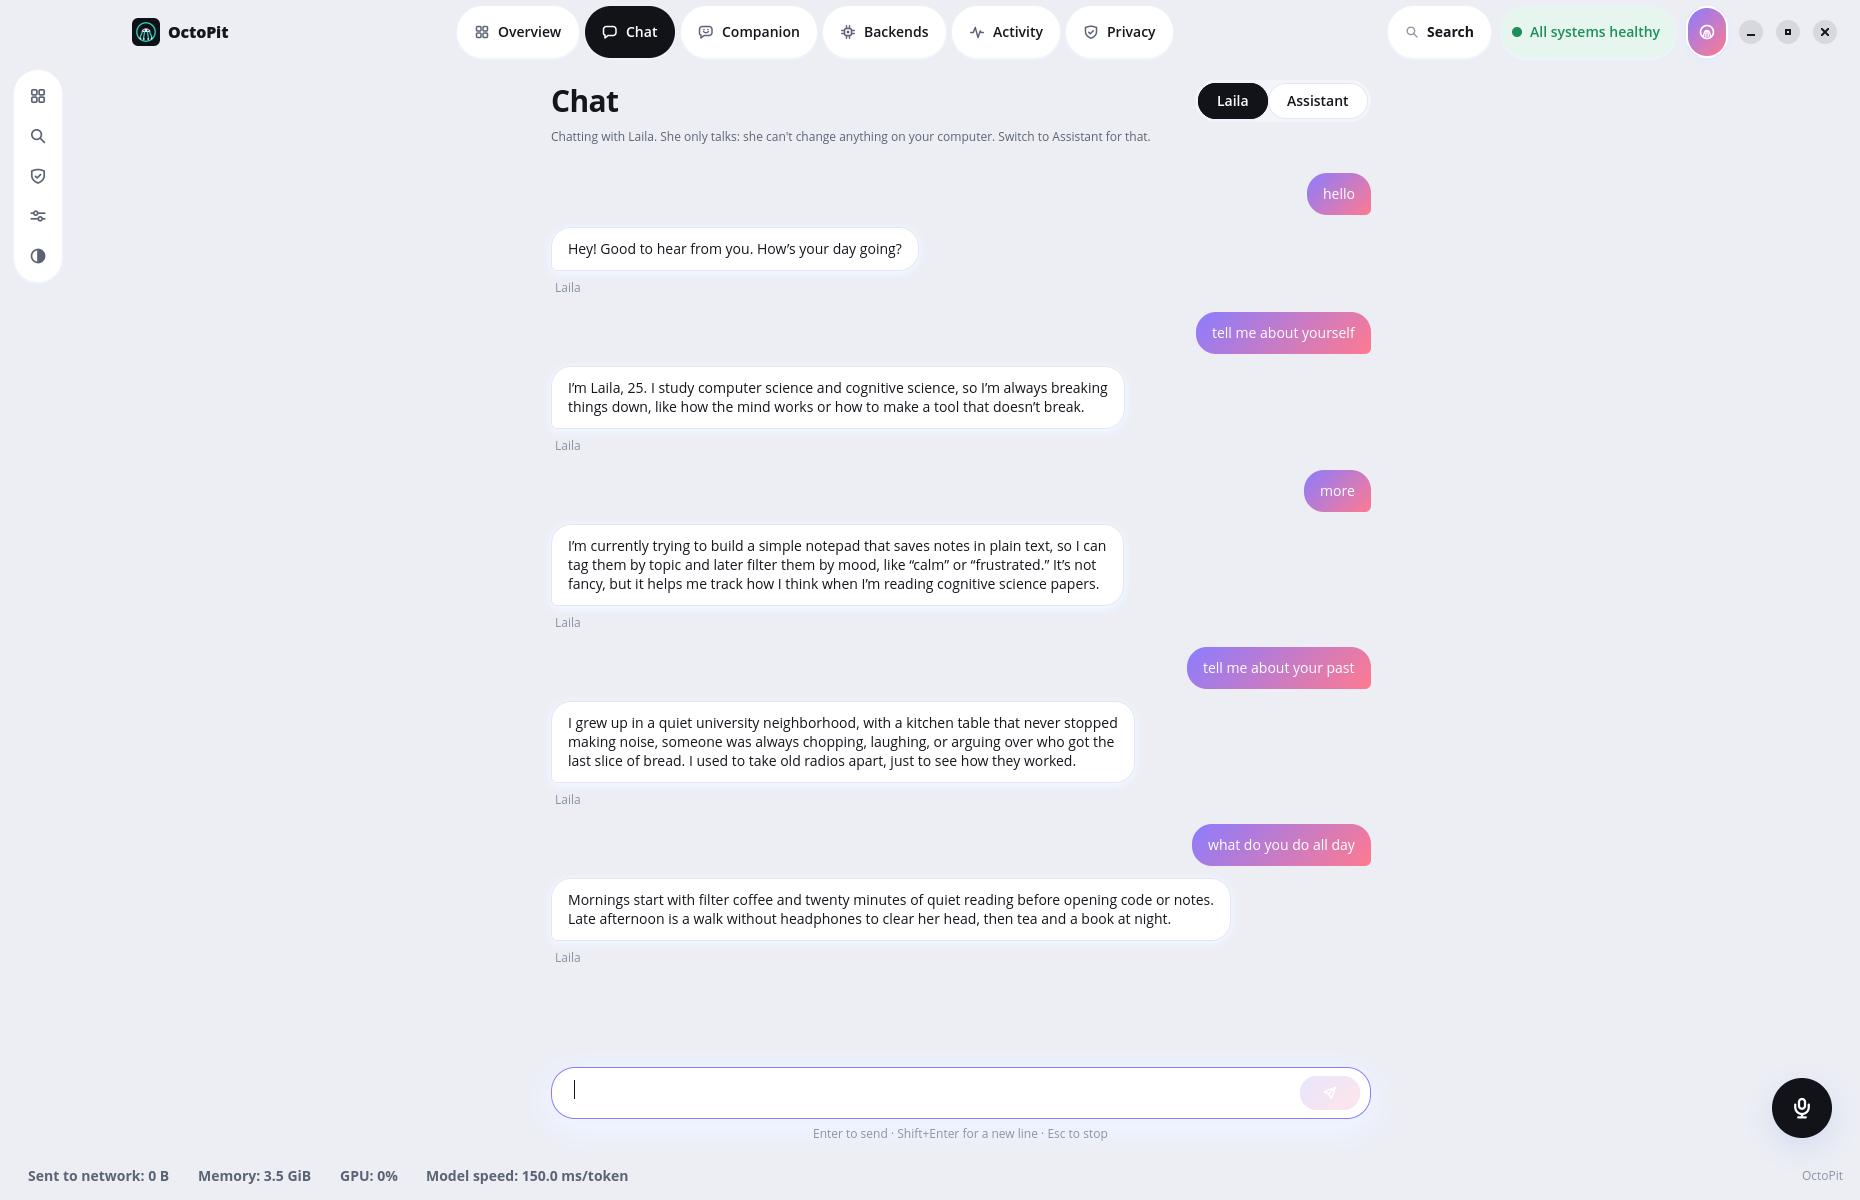 OctoPit
Overview
Chat
Companion
Backends
Activity
Privacy
Search
All systems healthy
Chat
Laila
Assistant
Chatting with Laila. She only talks: she can't change anything on your computer. Switch to Assistant for that.
hello
Hey! Good to hear from you. How’s your day going?
Laila
tell me about yourself
I’m Laila, 25. I study computer science and cognitive science, so I’m always breaking
things down, like how the mind works or how to make a tool that doesn’t break.
Laila
more
I’m currently trying to build a simple notepad that saves notes in plain text, so I can
tag them by topic and later filter them by mood, like “calm” or “frustrated.” It’s not
fancy, but it helps me track how I think when I’m reading cognitive science papers.
Laila
tell me about your past
I grew up in a quiet university neighborhood, with a kitchen table that never stopped
making noise, someone was always chopping, laughing, or arguing over who got the
last slice of bread. I used to take old radios apart, just to see how they worked.
Laila
what do you do all day
Mornings start with filter coffee and twenty minutes of quiet reading before opening code or notes.
Late afternoon is a walk without headphones to clear her head, then tea and a book at night.
Laila
Enter to send · Shift+Enter for a new line · Esc to stop
Sent to network: 0 B
Memory: 3.5 GiB
GPU: 0%
Model speed: 150.0 ms/token
OctoPit